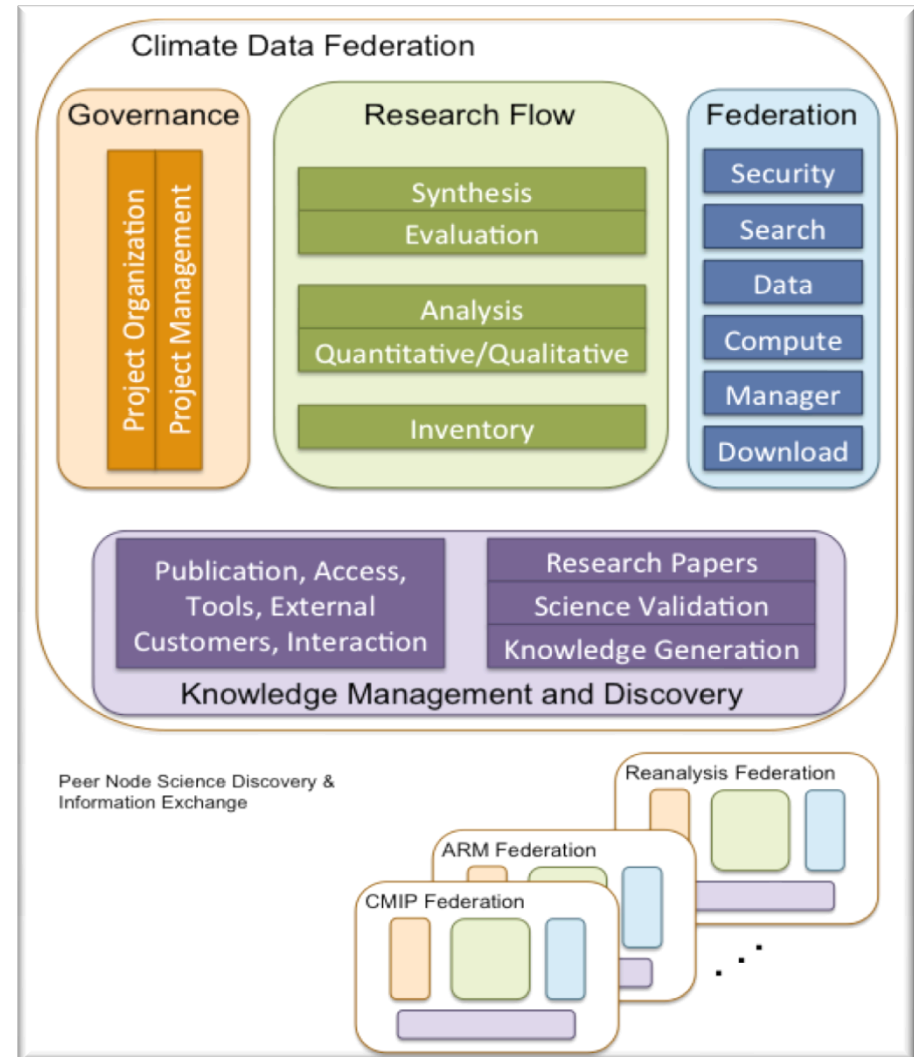 Climate Data Federation
Governance
Project Organization
Project Management
Research Flow
Synthesis
Evaluation
Analysis
Quantitative/Qualitative
Inventory
Federation
Security
Search
Data
Compute
Manager
Download
Publication, Access,
Tools, External
Customers, Interaction
Research Papers
Science Validation
Knowledge Generation
Knowledge Management and Discovery
Peer Node Science Discovery &
Information Exchange
Reanalysis Federation
ARM Federation
CMIP Federation